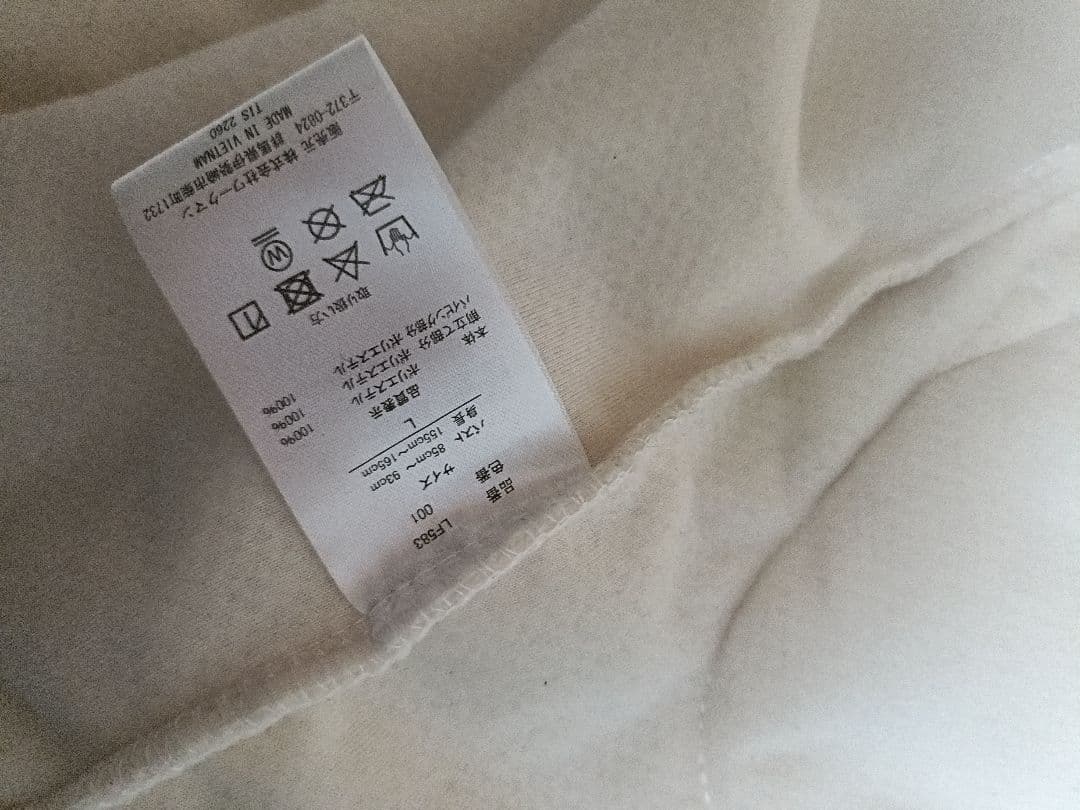 品番 LF583
色番 001
サイズ
バスト 85cm～ 93cm
身長 155cm～165cm
L
品質表示
本体 ポリエステル 100%
前立て部分 ポリエステル 100%
パイピング部分 ポリエステル 100%
取り扱い方
W
販売元 株式会社ワークマン
〒372-0824 群馬県伊勢崎市柴町1732
MADE IN VIETNAM
TIS 2260